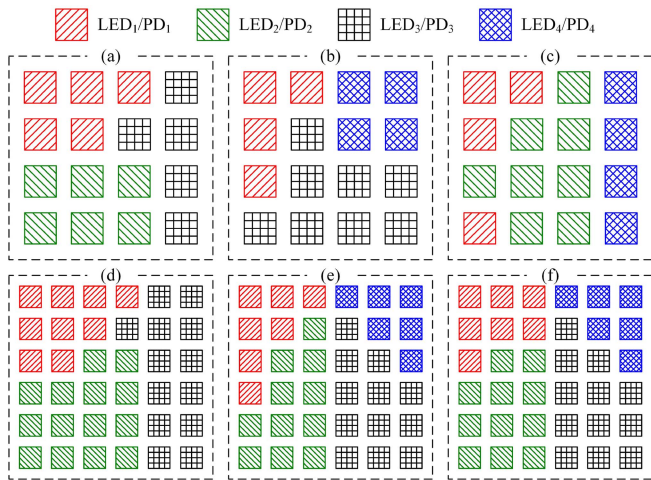 LED₁/PD₁ LED₂/PD₂ LED₃/PD₃ LED₄/PD₄
(a) (b) (c)
(d) (e) (f)